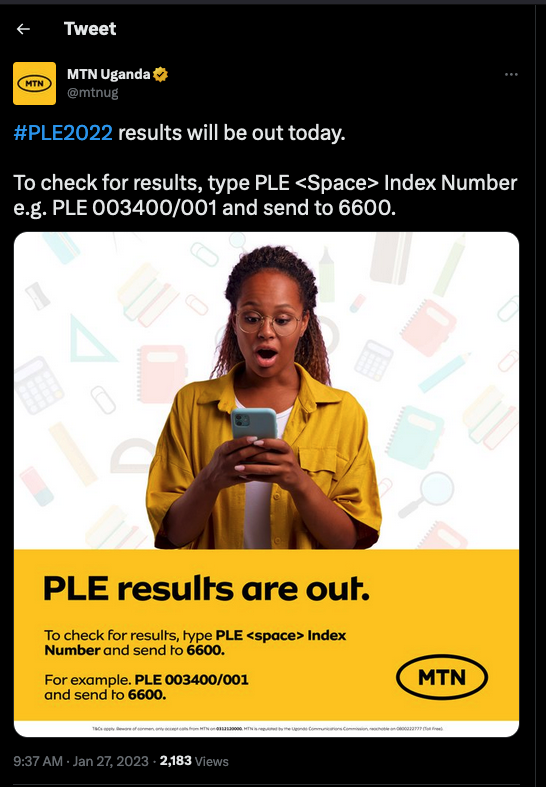 Tweet
MTN
MTN Uganda
@mtnug
#PLE2022 results will be out today.
To check for results, type PLE <Space> Index Number
e.g. PLE 003400/001 and send to 6600.
PLE results are out.
To check for results, type PLE <space> Index
Number and send to 6600.
For example. PLE 003400/001
and send to 6600.
MTN
T&Cs apply. Beware of conmen, only accept calls from MTN on 0312120000. MTN is regulated by the Uganda Communications Commission, reachable on 0800222777 (Toll Free).
9:37 AM · Jan 27, 2023 · 2,183 Views